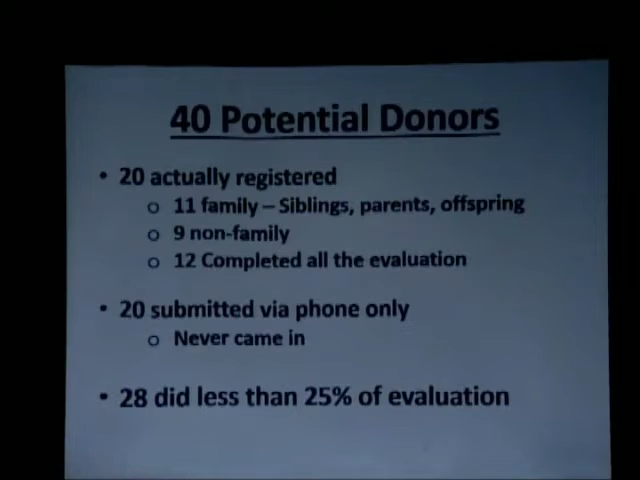 40 Potential Donors
• 20 actually registered
o 11 family – Siblings, parents, offspring
o 9 non-family
o 12 Completed all the evaluation
• 20 submitted via phone only
o Never came in
• 28 did less than 25% of evaluation